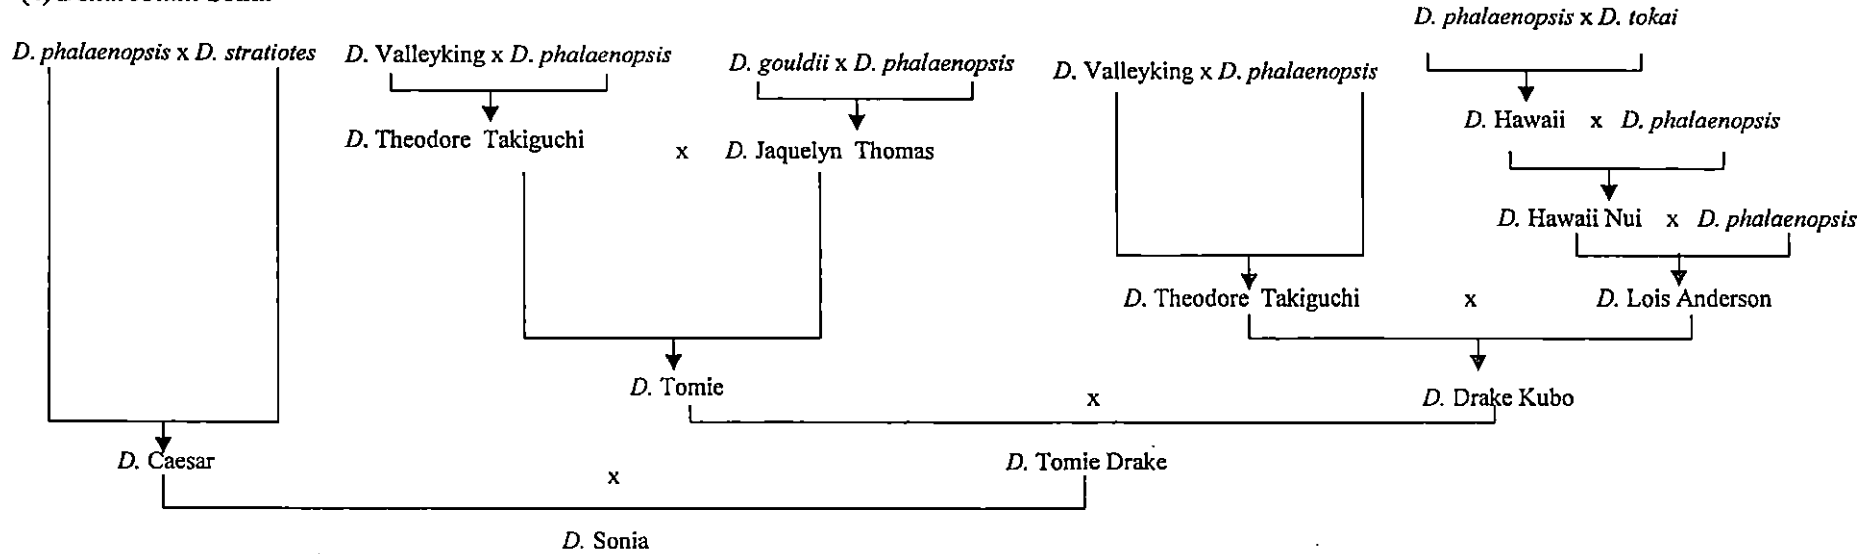 D. phalaenopsis x D. tokai
D. phalaenopsis x D. stratiotes
D. Valleyking x D. phalaenopsis
D. gouldii x D. phalaenopsis
D. Valleyking x D. phalaenopsis
D. Hawaii x D. phalaenopsis
D. Theodore Takiguchi x D. Jaquelyn Thomas
D. Hawaii Nui x D. phalaenopsis
D. Theodore Takiguchi x D. Lois Anderson
D. Tomie x D. Drake Kubo
D. Caesar x D. Tomie Drake
D. Sonia